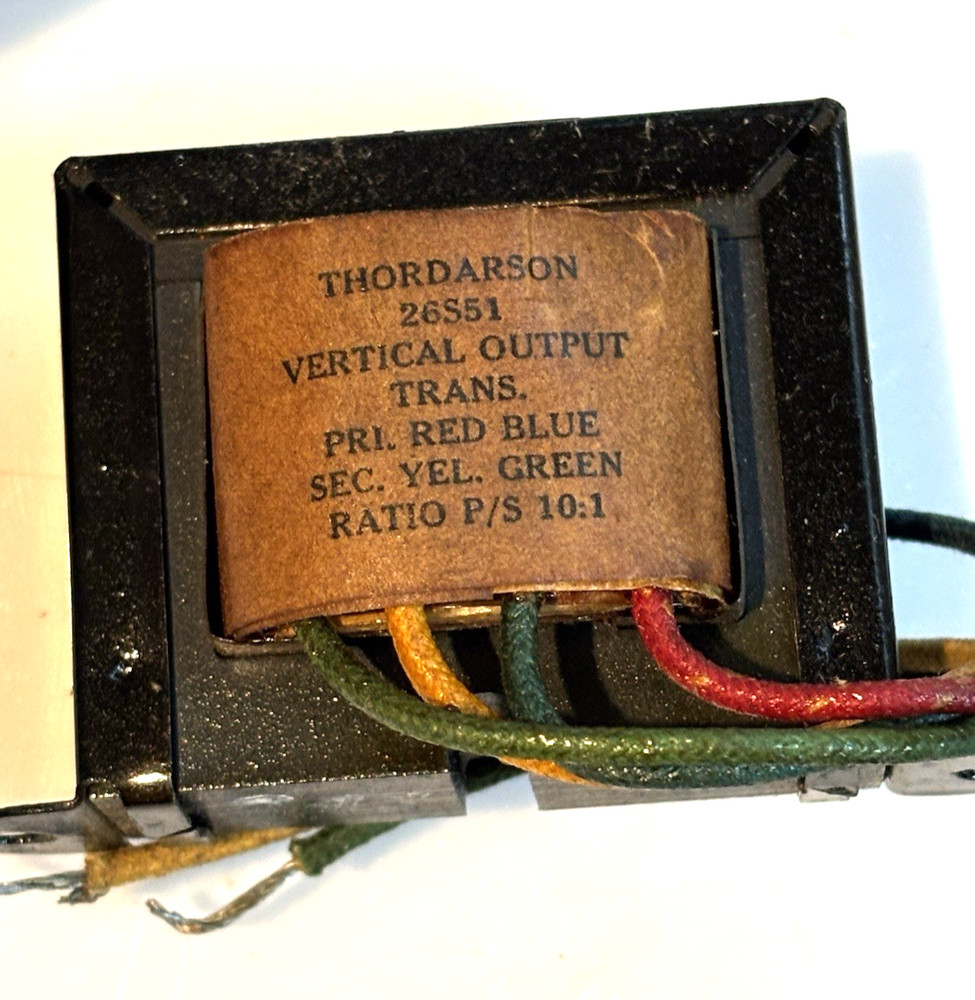 THORDARSON
26S51
VERTICAL OUTPUT
TRANS.
PRI. RED BLUE
SEC. YEL. GREEN
RATIO P/S 10:1